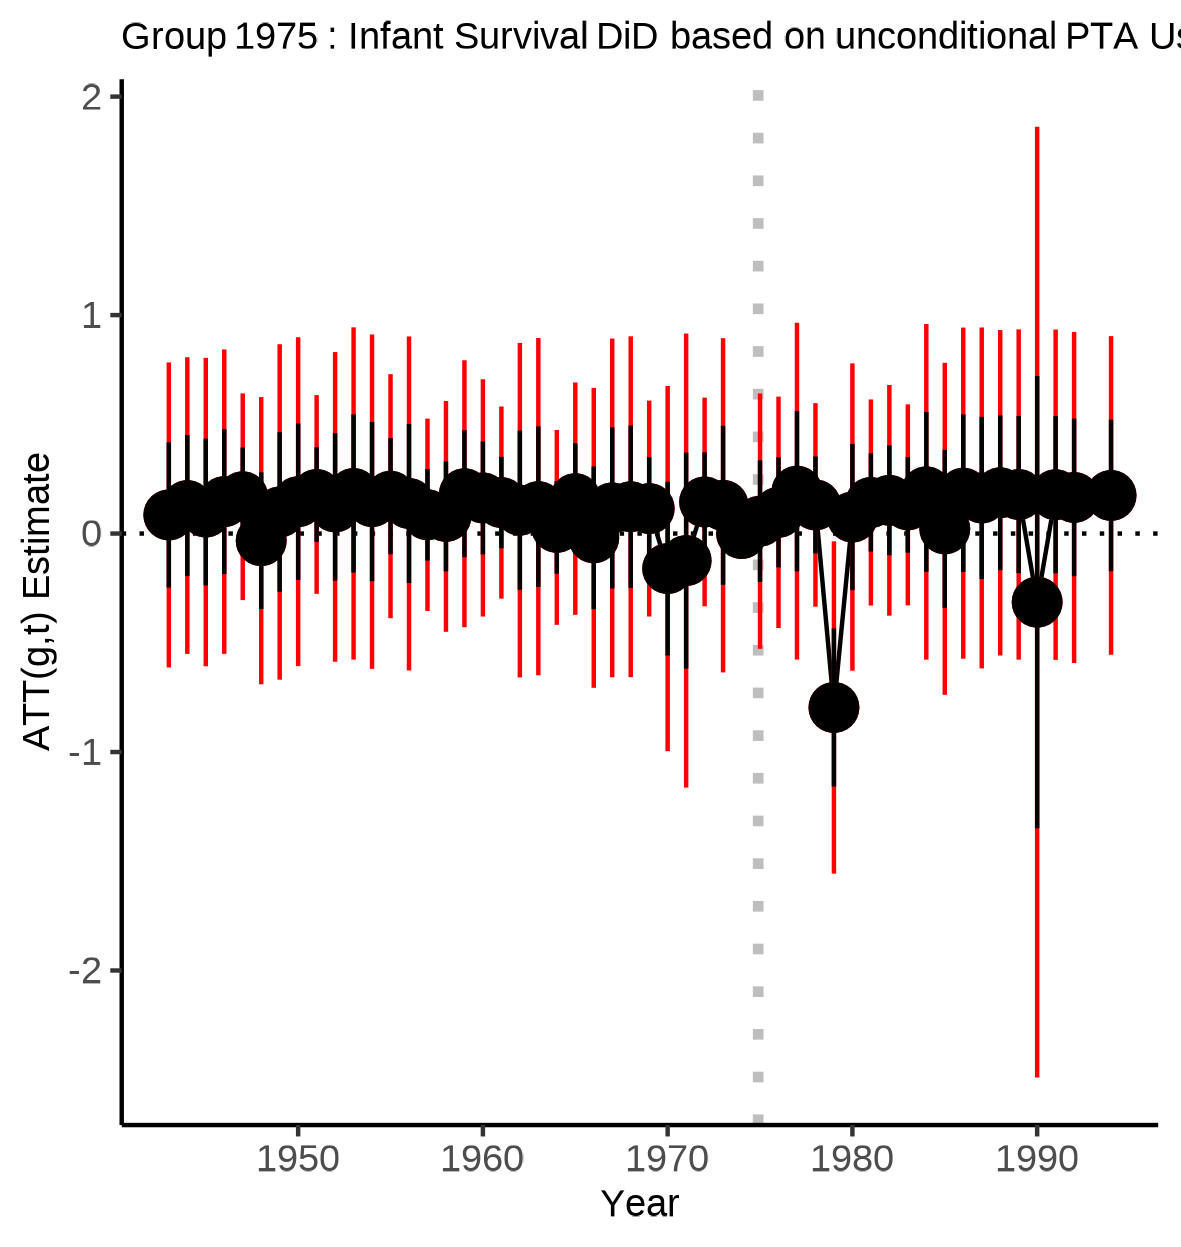 Group 1975 : Infant Survival DiD based on unconditional PTA
2
1
0
-1
-2
ATT(g,t) Estimate
1950 1960 1970 1980 1990
Year